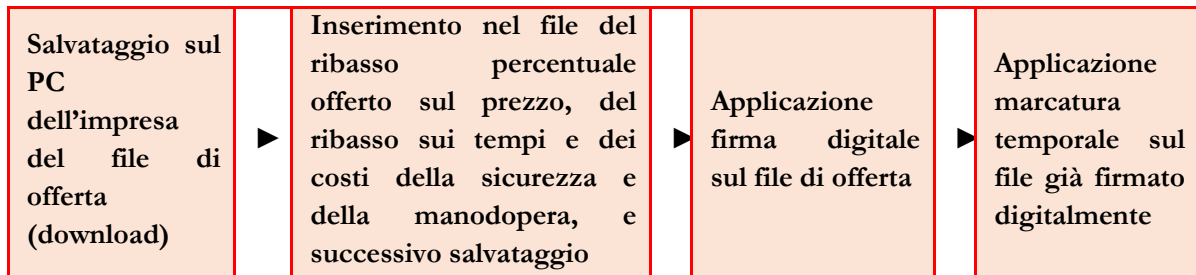 Salvataggio sul
PC
dell’impresa
del file di
offerta
(download)
►
Inserimento nel file del
ribasso percentuale
offerto sul prezzo, del
ribasso sui tempi e dei
costi della sicurezza e
della manodopera, e
successivo salvataggio
►
Applicazione
firma digitale
sul file di offerta
►
Applicazione
marcatura
temporale sul
file già firmato
digitalmente